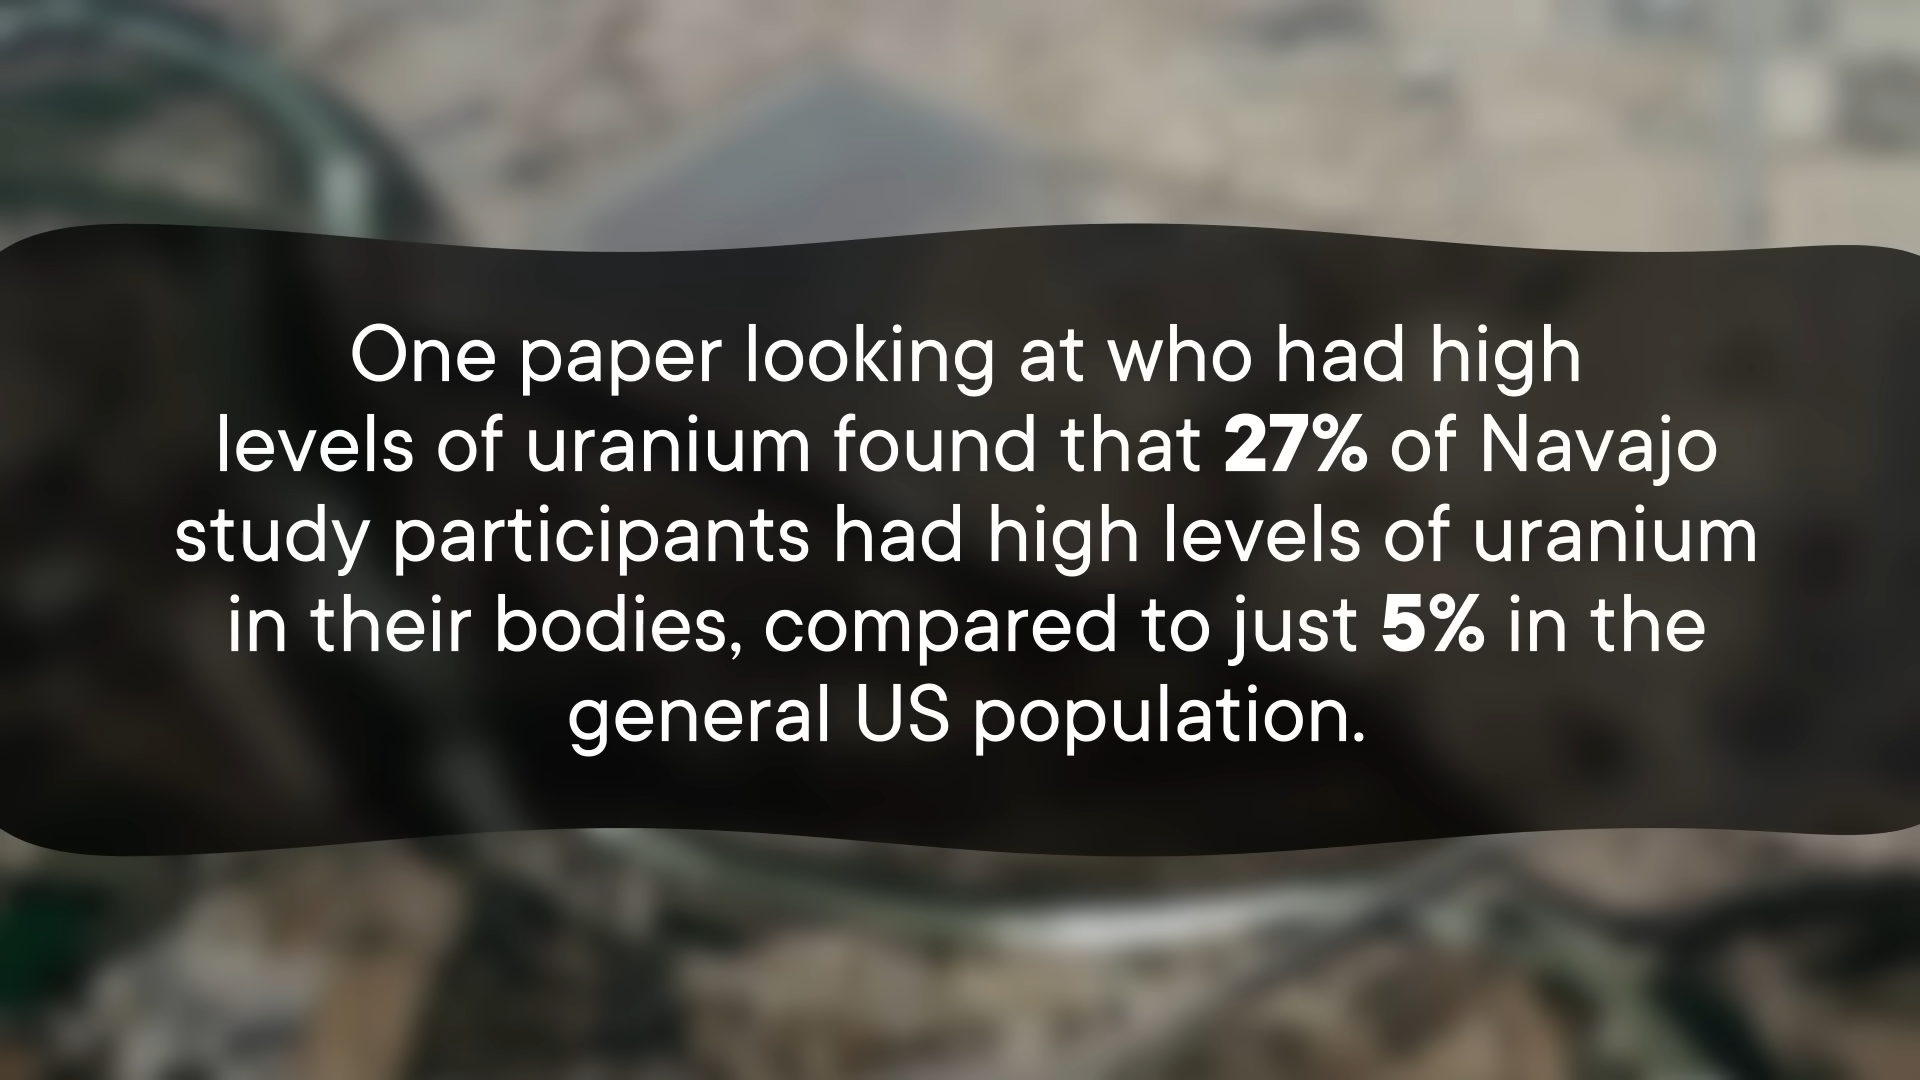 One paper looking at who had high
levels of uranium found that 27% of Navajo
study participants had high levels of uranium
in their bodies, compared to just 5% in the
general US population.